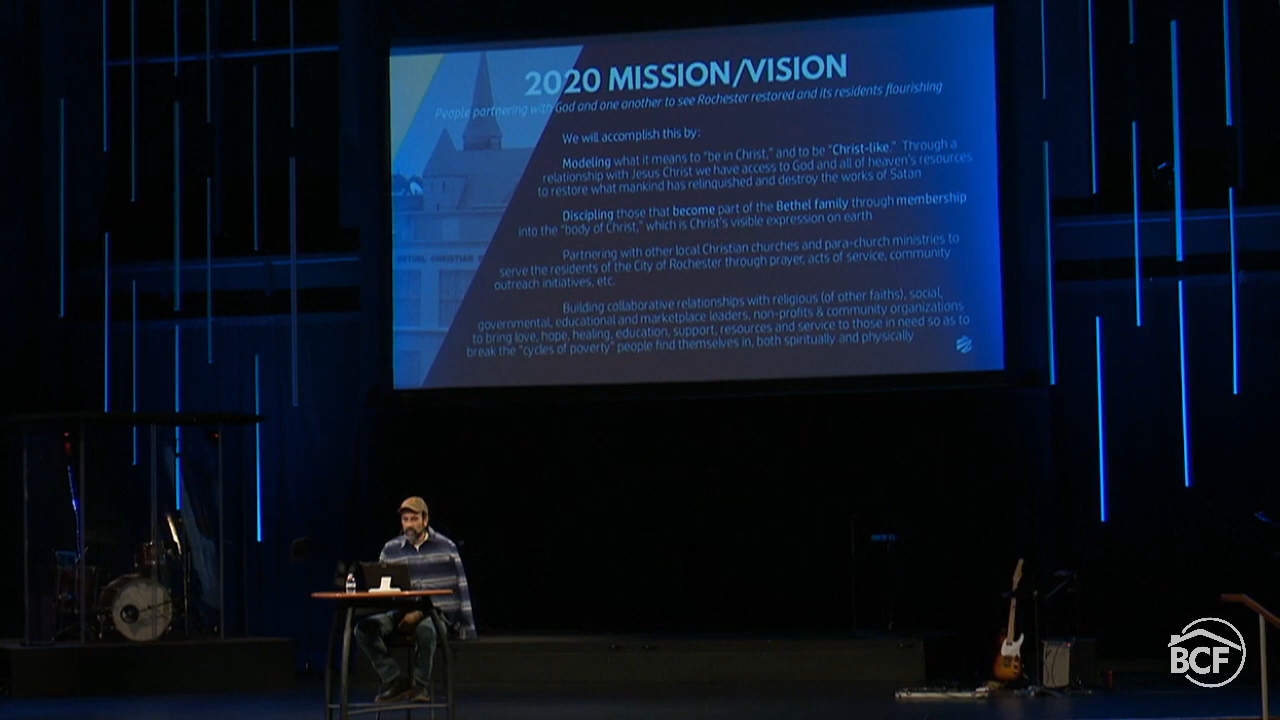 2020 MISSION/VISION
People partnering with God and one another to see Rochester restored and its residents flourishing
We will accomplish this by:
Modeling what it means to "be in Christ," and to be "Christ-like." Through a
relationship with Jesus Christ we have access to God and all of heaven's resources
to restore what mankind has relinquished and destroy the works of Satan
Discipling those that become part of the Bethel family through membership
into the "body of Christ," which is Christ's visible expression on earth
Partnering with other local Christian churches and para-church ministries to
serve the residents of the City of Rochester through prayer, acts of service, community
outreach initiatives, etc.
Building collaborative relationships with religious (of other faiths), social,
governmental, educational and marketplace leaders, non-profits & community organizations
to bring love, hope, healing, education, support, resources and service to those in need so as to
break the "cycles of poverty" people find themselves in, both spiritually and physically
BETHEL CHRISTIAN
BCF